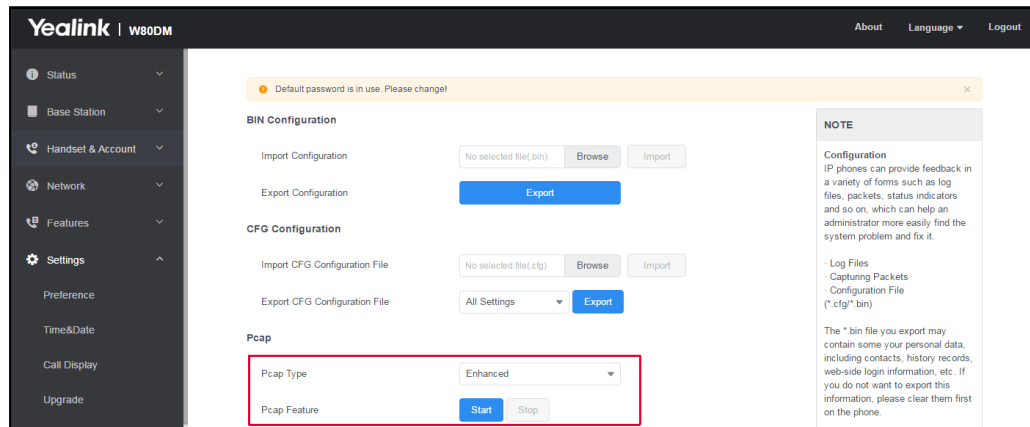 Yealink | W80DM
About Language Logout
Status
Base Station
Handset & Account
Network
Features
Settings
Preference
Time&Date
Call Display
Upgrade
Default password is in use. Please change!
BIN Configuration
Import Configuration No selected file(.bin) Browse Import
Export Configuration Export
CFG Configuration
Import CFG Configuration File No selected file(.cfg) Browse Import
Export CFG Configuration File All Settings Export
Pcap
Pcap Type Enhanced
Pcap Feature Start Stop
NOTE
Configuration
IP phones can provide feedback in
a variety of forms such as log
files, packets, status indicators
and so on, which can help an
administrator more easily find the
system problem and fix it.
· Log Files
· Capturing Packets
· Configuration File
(*.cfg/*.bin)
The *.bin file you export may
contain some your personal data,
including contacts, history records,
web-side login information, etc. If
you do not want to export this
information, please clear them first
on the phone.